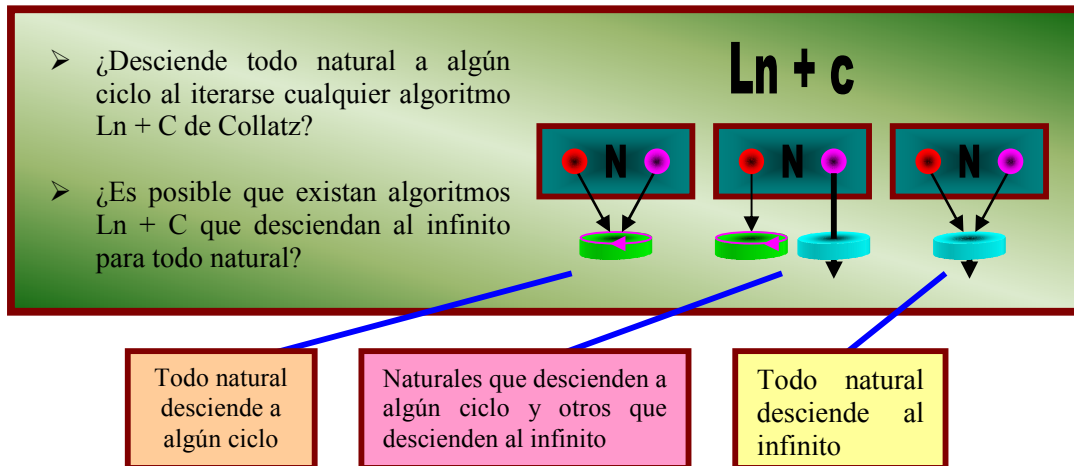 ➢ ¿Desciende todo natural a algún
ciclo al iterarse cualquier algoritmo
Ln + C de Collatz?
➢ ¿Es posible que existan algoritmos
Ln + C que desciendan al infinito
para todo natural?
Ln + c
N
N
N
Todo natural
desciende a
algún ciclo
Naturales que descienden a
algún ciclo y otros que
descienden al infinito
Todo natural
desciende al
infinito